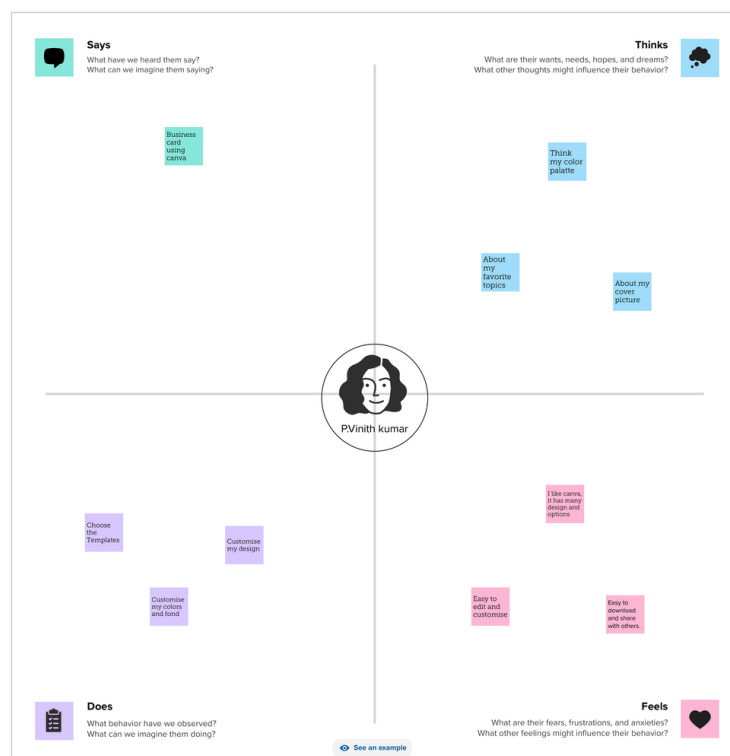 Says
What have we heard them say?
What can we imagine them saying?
Thinks
What are their wants, needs, hopes, and dreams?
What other thoughts might influence their behavior?
Business
card
using
canva
Think
my color
palatte
About
my
favorite
topics
About my
cover
picture
P.Vinith kumar
Choose
the
Templates
Customise
my design
Customise
my colors
and fond
I like canva,
it has many
design and
options
Easy to
edit and
customise
Easy to
download
and share
with others.
Does
What behavior have we observed?
What can we imagine them doing?
Feels
What are their fears, frustrations, and anxieties?
What other feelings might influence their behavior?
See an example